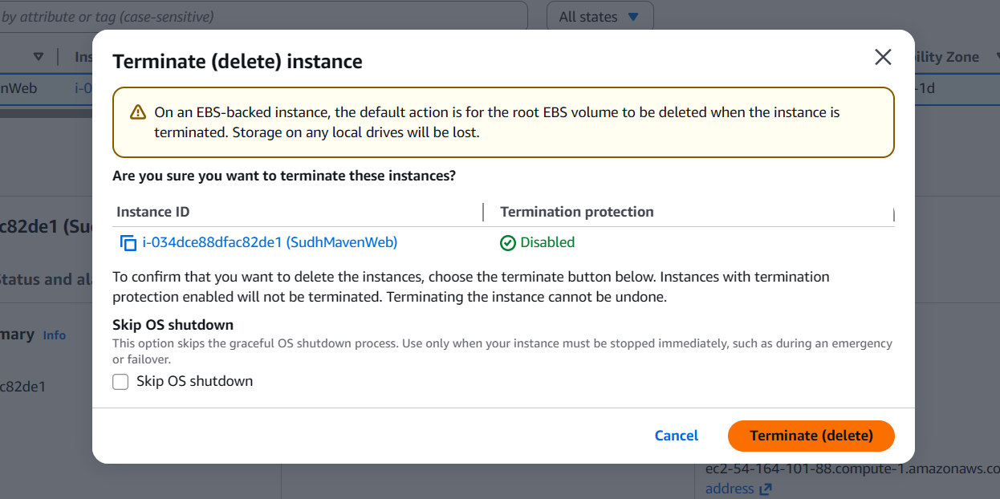 by attribute or tag (case-sensitive)
All states
Terminate (delete) instance
Ins
ility Zone
nWeb
i-0
-1d
On an EBS-backed instance, the default action is for the root EBS volume to be deleted when the instance is
terminated. Storage on any local drives will be lost.
Are you sure you want to terminate these instances?
Instance ID
Termination protection
c82de1 (Su
i-034dce88dfac82de1 (SudhMavenWeb)
Disabled
Status and ala
To confirm that you want to delete the instances, choose the terminate button below. Instances with termination
protection enabled will not be terminated. Terminating the instance cannot be undone.
Skip OS shutdown
mary Info
This option skips the graceful OS shutdown process. Use only when your instance must be stopped immediately, such as during an emergency
or failover.
c82de1
Skip OS shutdown
Cancel
Terminate (delete)
ec2-54-164-101-88.compute-1.amazonaws.co
address